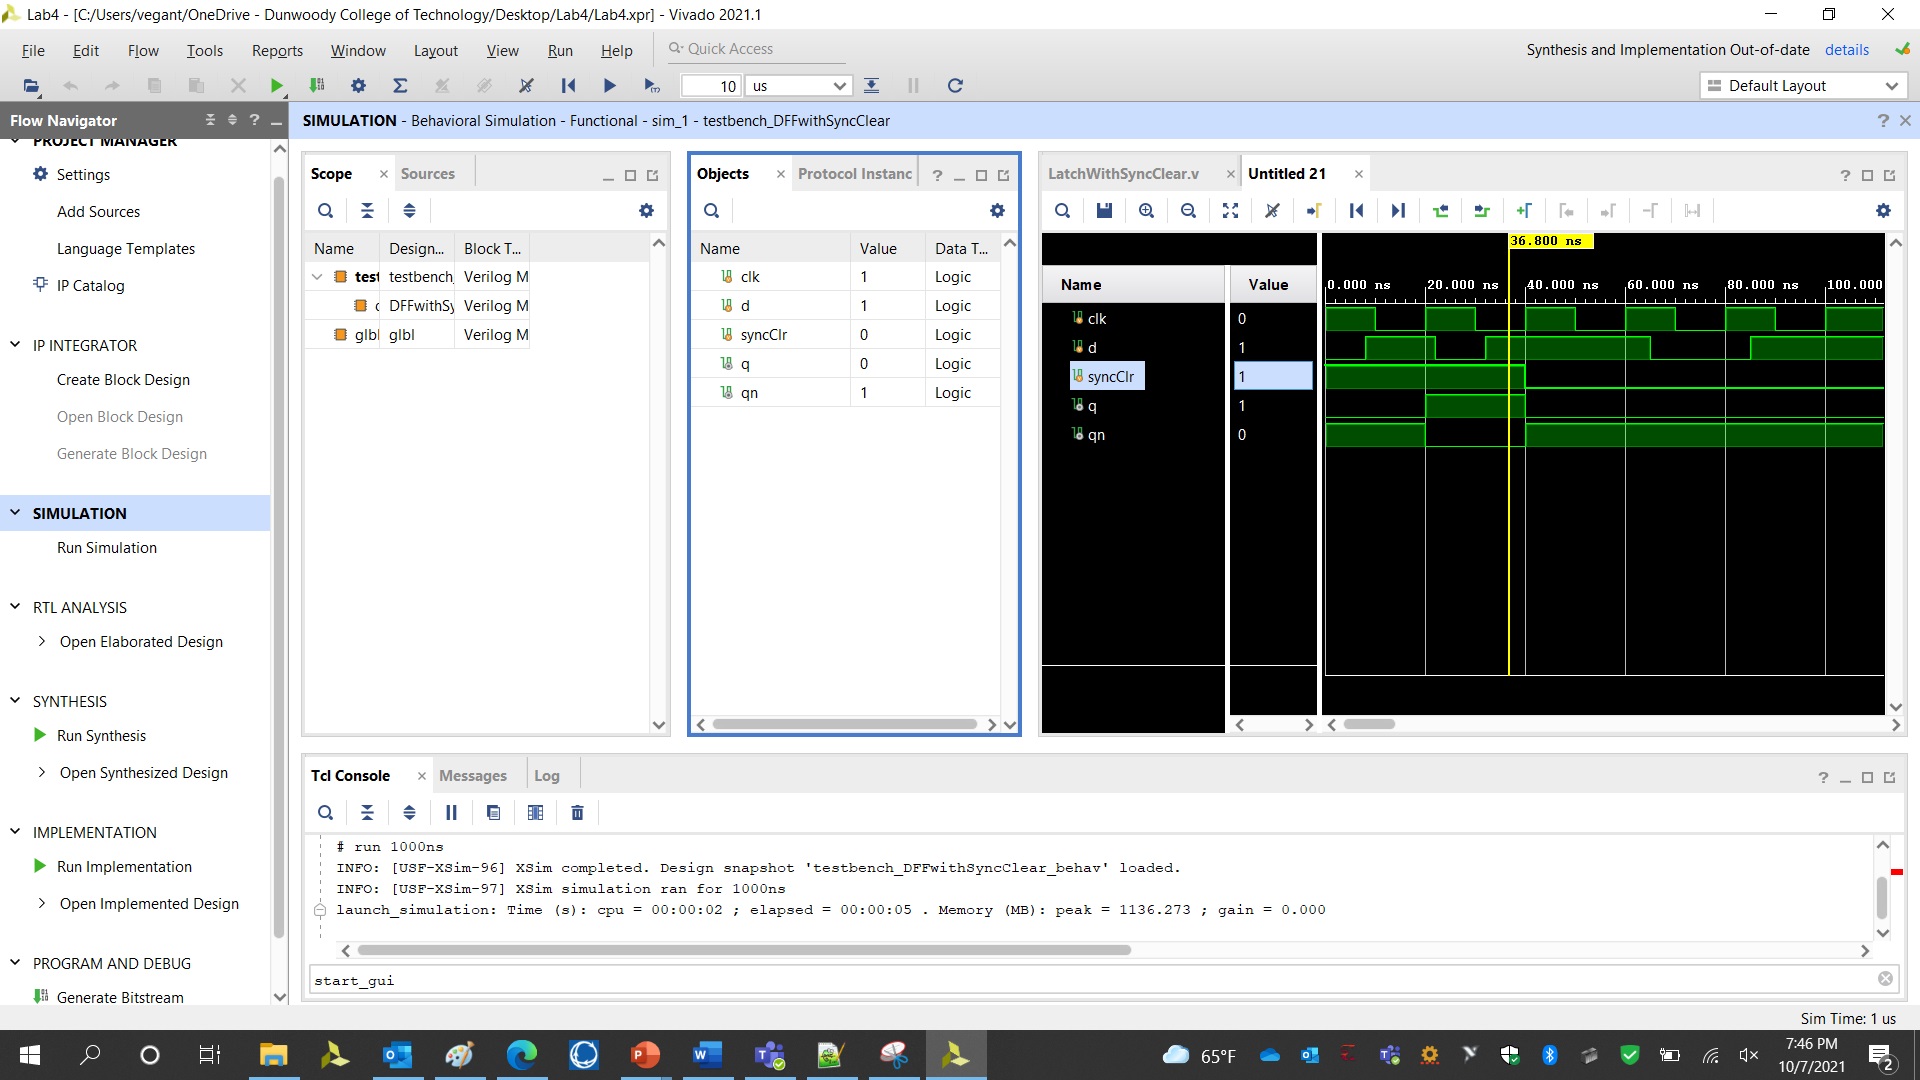 Lab4 - [C:/Users/vegant/OneDrive - Dunwoody College of Technology/Desktop/Lab4/Lab4.xpr] - Vivado 2021.1
File Edit Flow Tools Reports Window Layout View Run Help Quick Access
Synthesis and Implementation Out-of-date details
10 us
Default Layout
Flow Navigator
SIMULATION - Behavioral Simulation - Functional - sim_1 - testbench_DFFwithSyncClear
PROJECT MANAGER
Settings
Add Sources
Language Templates
IP Catalog
IP INTEGRATOR
Create Block Design
Open Block Design
Generate Block Design
SIMULATION
Run Simulation
RTL ANALYSIS
Open Elaborated Design
SYNTHESIS
Run Synthesis
Open Synthesized Design
IMPLEMENTATION
Run Implementation
Open Implemented Design
PROGRAM AND DEBUG
Generate Bitstream
Scope Sources
Name Design... Block T...
test testbench_ Verilog M
DFFwithSy Verilog M
glbl glbl Verilog M
Objects Protocol Instanc
Name Value Data T...
clk 1 Logic
d 1 Logic
syncClr 0 Logic
q 0 Logic
qn 1 Logic
LatchWithSyncClear.v Untitled 21
36.800 ns
Name Value
0.000 ns 20.000 ns 40.000 ns 60.000 ns 80.000 ns 100.000
clk 0
d 1
syncClr 1
q 1
qn 0
Tcl Console Messages Log
# run 1000ns
INFO: [USF-XSim-96] XSim completed. Design snapshot 'testbench_DFFwithSyncClear_behav' loaded.
INFO: [USF-XSim-97] XSim simulation ran for 1000ns
launch_simulation: Time (s): cpu = 00:00:02 ; elapsed = 00:00:05 . Memory (MB): peak = 1136.273 ; gain = 0.000
start_gui
Sim Time: 1 us
65°F
7:46 PM
10/7/2021
2